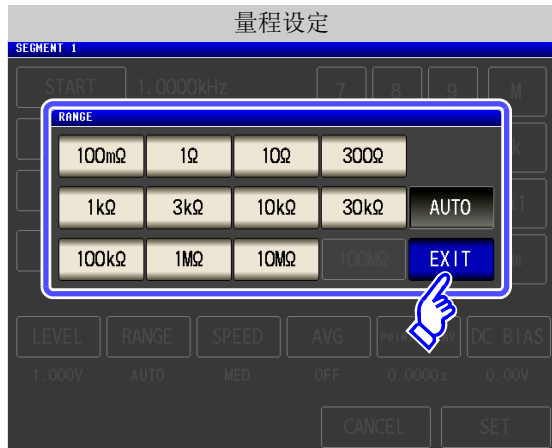 量程设定
SEGMENT 1
START 1.0000kHz 7 8 9 M
RANGE
100mΩ 1Ω 10Ω 300Ω
k
1kΩ 3kΩ 10kΩ 30kΩ AUTO
100kΩ 1MΩ 10MΩ 100MΩ EXIT
m
LEVEL RANGE SPEED AVG DC BIAS
1.000V AUTO MED OFF 0.0000s 0.00V
CANCEL SET